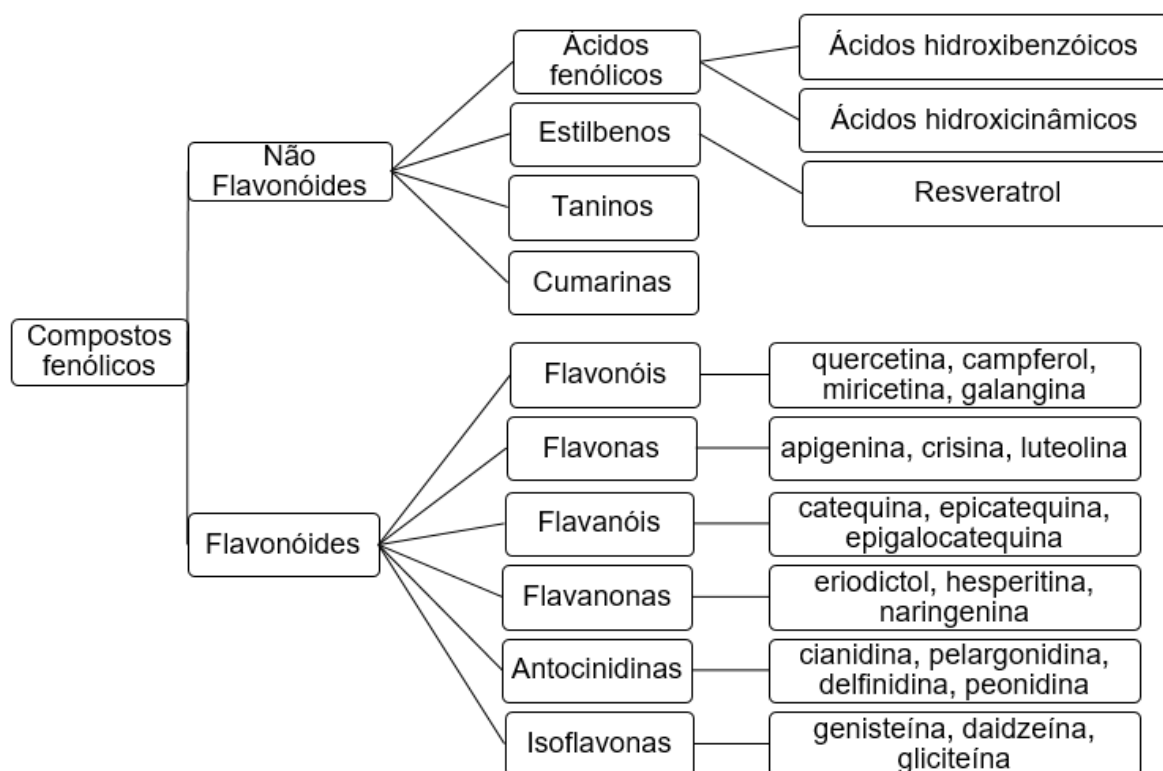 Compostos
fenólicos
Não
Flavonóides
Ácidos
fenólicos
Ácidos hidroxibenzóicos
Ácidos hidroxicinâmicos
Estilbenos
Resveratrol
Taninos
Cumarinas
Flavonóides
Flavonóis
quercetina, campferol,
miricetina, galangina
Flavonas
apigenina, crisina, luteolina
Flavanóis
catequina, epicatequina,
epigalocatequina
Flavanonas
eriodictol, hesperitina,
naringenina
Antocinidinas
cianidina, pelargonidina,
delfinidina, peonidina
Isoflavonas
genisteína, daidzeína,
gliciteína